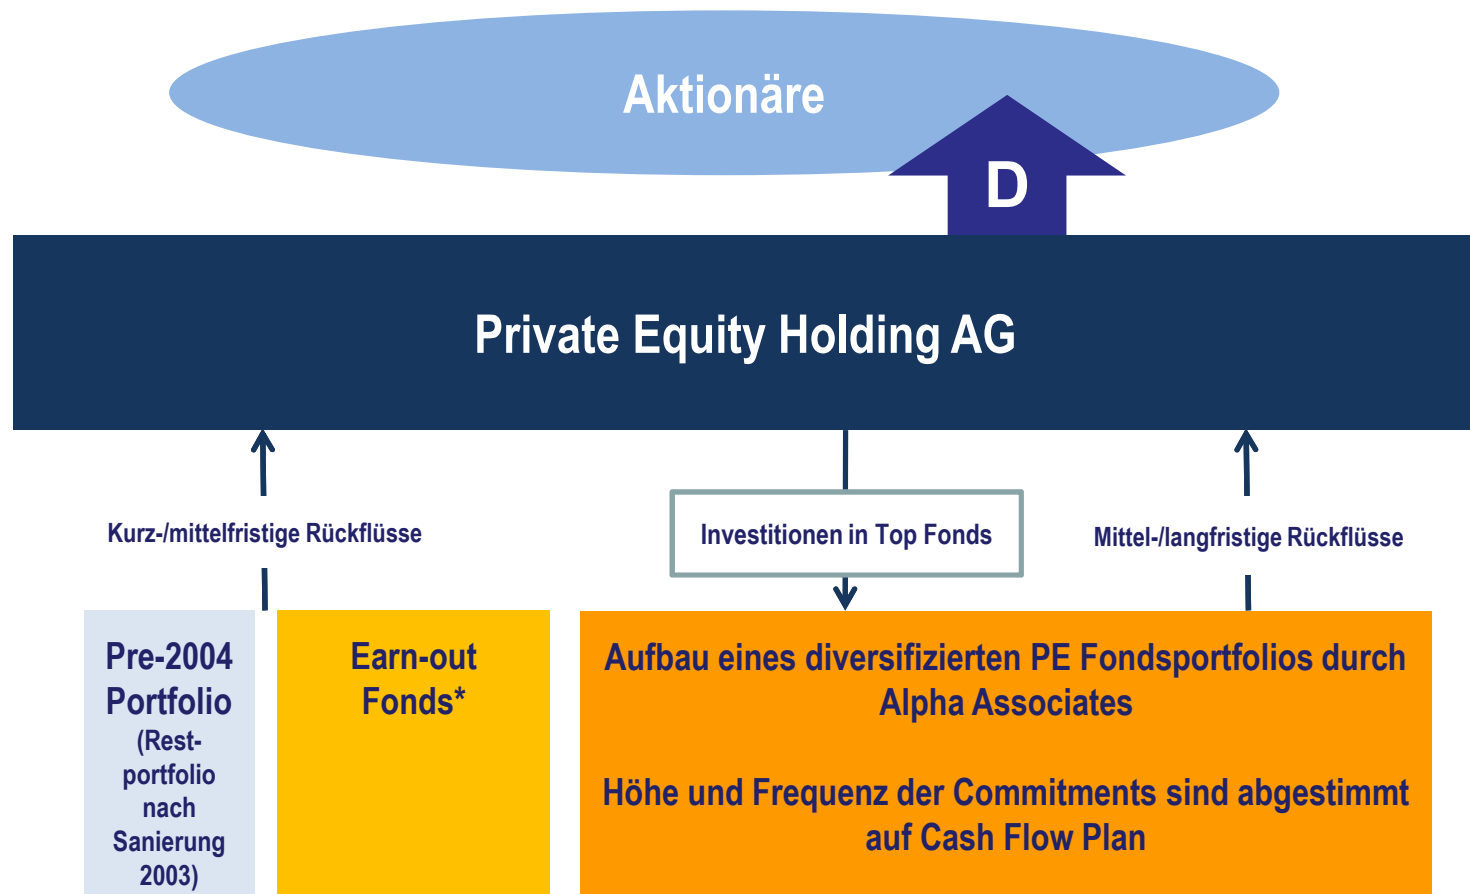 Aktionäre
D
Private Equity Holding AG
Kurz-/mittelfristige Rückflüsse
Investitionen in Top Fonds
Mittel-/langfristige Rückflüsse
Pre-2004
Portfolio
(Rest-
portfolio
nach
Sanierung
2003)
Earn-out
Fonds*
Aufbau eines diversifizierten PE Fondsportfolios durch
Alpha Associates
Höhe und Frequenz der Commitments sind abgestimmt
auf Cash Flow Plan